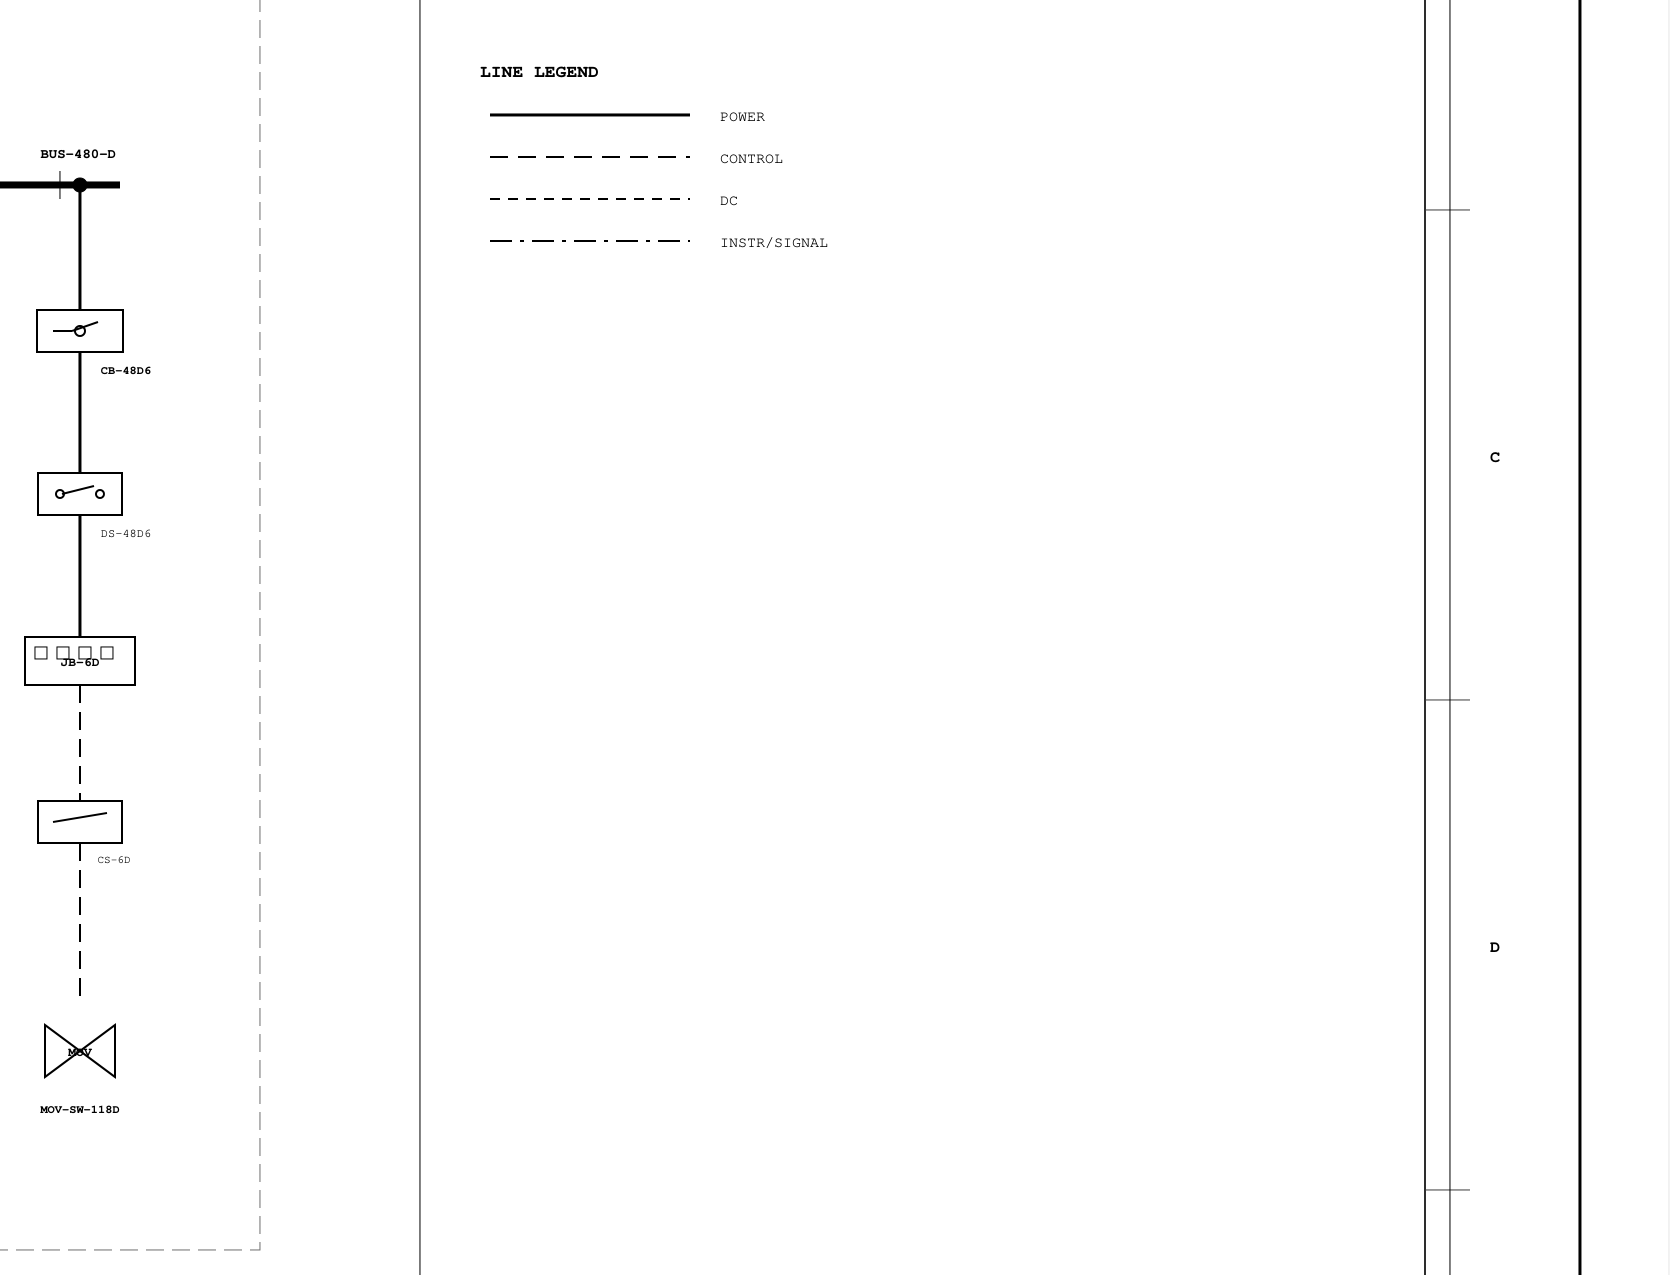 LINE LEGEND
POWER
CONTROL
DC
INSTR/SIGNAL
BUS-480-D
CB-48D6
DS-48D6
JB-6D
CS-6D
MOV
MOV-SW-118D
C
D